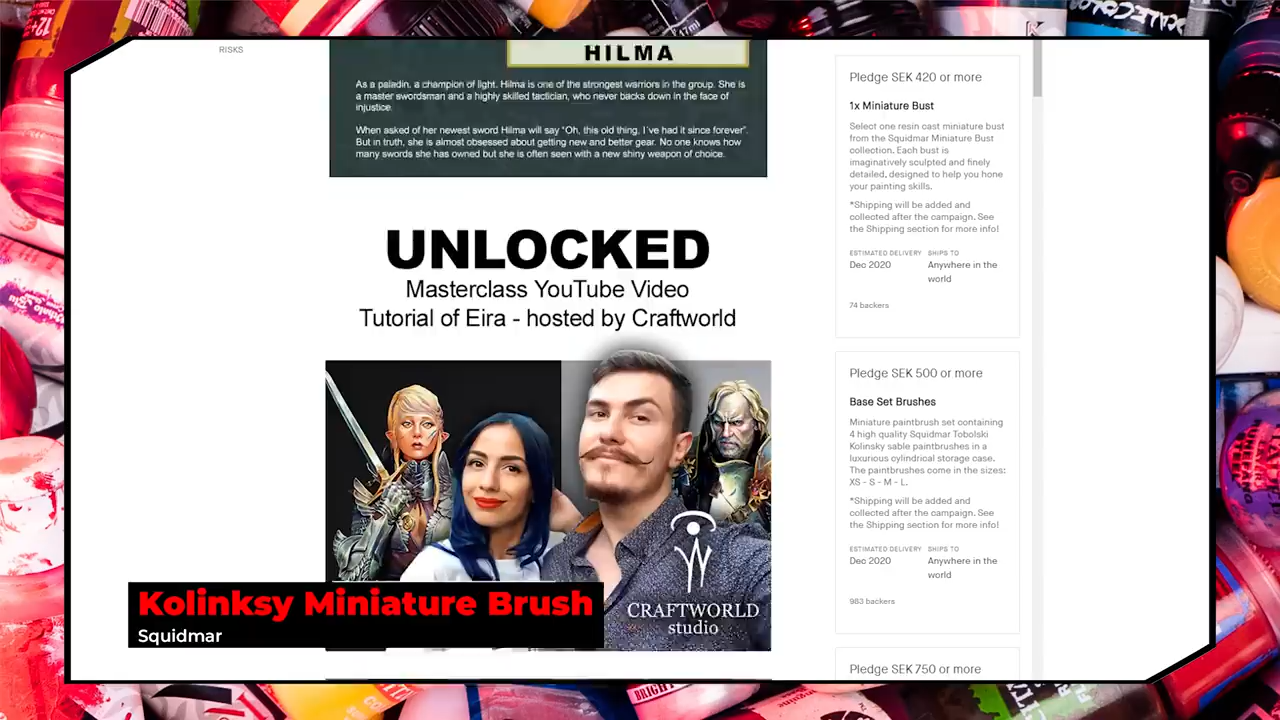 RISKS
HILMA
As a paladin, a champion of light. Hilma is one of the strongest warriors in the group. She is
a master swordsman and a highly skilled tactician, who never backs down in the face of
injustice.
When asked of her newest sword Hilma will say "Oh, this old thing, I've had it since forever".
But in truth, she is almost obsessed about getting new and better gear. No one knows how
many swords she has owned but she is often seen with a new shiny weapon of choice.
UNLOCKED
Masterclass YouTube Video
Tutorial of Eira - hosted by Craftworld
CRAFTWORLD
studio
Kolinksy Miniature Brush
Squidmar
Pledge SEK 420 or more
1x Miniature Bust
Select one resin cast miniature bust
from the Squidmar Miniature Bust
collection. Each bust is
imaginatively sculpted and finely
detailed, designed to help you hone
your painting skills.
*Shipping will be added and
collected after the campaign. See
the Shipping section for more info!
ESTIMATED DELIVERY SHIPS TO
Dec 2020 Anywhere in the
world
74 backers
Pledge SEK 500 or more
Base Set Brushes
Miniature paintbrush set containing
4 high quality Squidmar Tobolski
Kolinsky sable paintbrushes in a
luxurious cylindrical storage case.
The paintbrushes come in the sizes:
XS - S - M - L.
*Shipping will be added and
collected after the campaign. See
the Shipping section for more info!
ESTIMATED DELIVERY SHIPS TO
Dec 2020 Anywhere in the
world
983 backers
Pledge SEK 750 or more